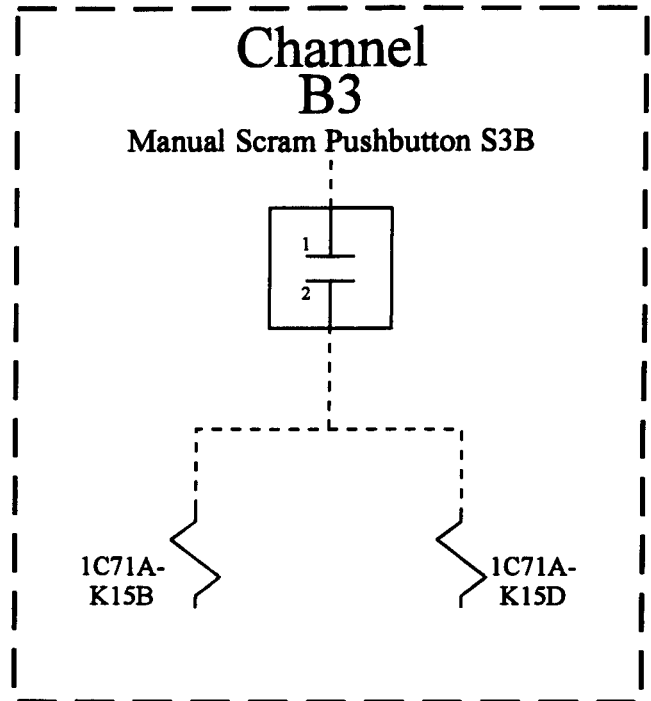 Channel
B3
Manual Scram Pushbutton S3B
1
2
1C71A-
K15B
1C71A-
K15D